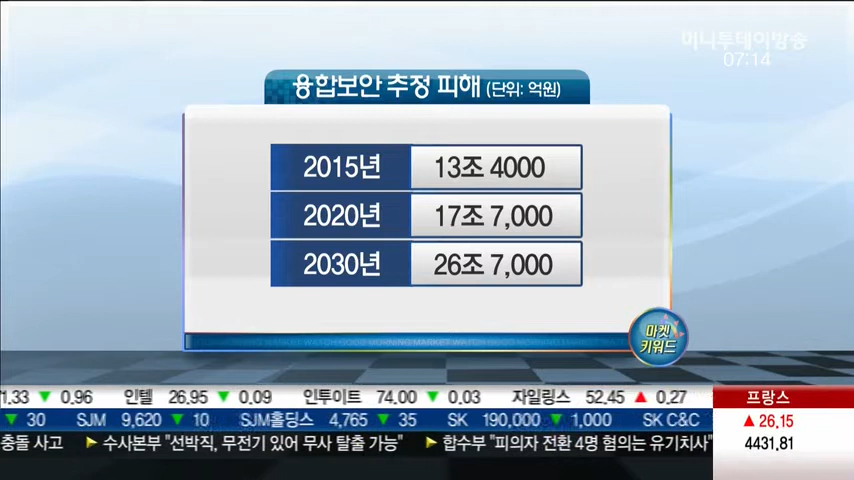 머니투데이방송
07:14
융합보안 추정 피해 (단위: 억원)
2015년 13조 4000
2020년 17조 7,000
2030년 26조 7,000
마켓
키워드
1.33 ▼ 0.96 인텔 26.95 ▼ 0.09 인투이트 74.00 ▼ 0.03 자일링스 52.45 ▲ 0.27
▼ 30 SJM 9,620 ▼ 10 SJM홀딩스 4,765 ▼ 35 SK 190,000 ▼ 1,000 SK C&C
충돌 사고 ▶ 수사본부 "선박직, 무전기 있어 무사 탈출 가능" ▶ 합수부 "피의자 전환 4명 혐의는 유기치사"
프랑스
▲ 26.15
4431.81